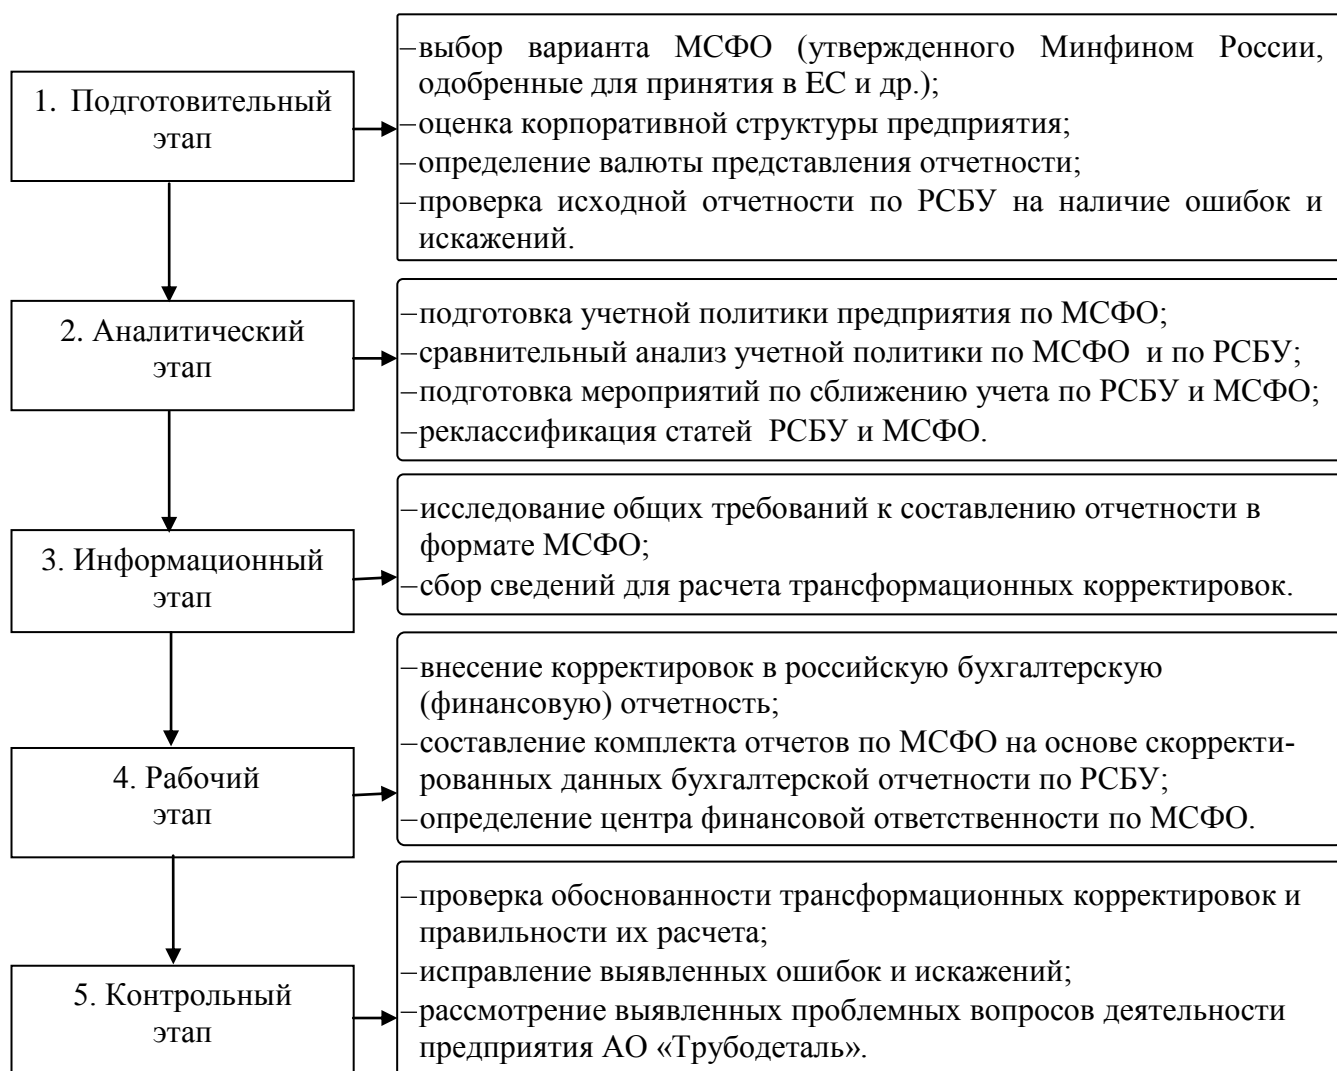 1. Подготовительный
этап
–выбор варианта МСФО (утвержденного Минфином России,
одобренные для принятия в ЕС и др.);
–оценка корпоративной структуры предприятия;
–определение валюты представления отчетности;
–проверка исходной отчетности по РСБУ на наличие ошибок и
искажений.
2. Аналитический
этап
–подготовка учетной политики предприятия по МСФО;
–сравнительный анализ учетной политики по МСФО и по РСБУ;
–подготовка мероприятий по сближению учета по РСБУ и МСФО;
–реклассификация статей РСБУ и МСФО.
3. Информационный
этап
–исследование общих требований к составлению отчетности в
формате МСФО;
–сбор сведений для расчета трансформационных корректировок.
4. Рабочий
этап
–внесение корректировок в российскую бухгалтерскую
(финансовую) отчетность;
–составление комплекта отчетов по МСФО на основе скорректи-
рованных данных бухгалтерской отчетности по РСБУ;
–определение центра финансовой ответственности по МСФО.
5. Контрольный
этап
–проверка обоснованности трансформационных корректировок и
правильности их расчета;
–исправление выявленных ошибок и искажений;
–рассмотрение выявленных проблемных вопросов деятельности
предприятия АО «Трубодеталь».